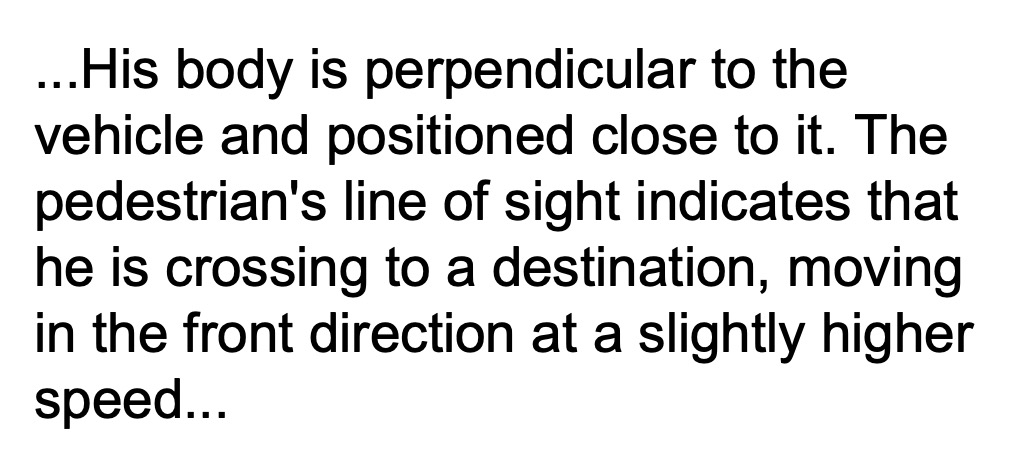 ...His body is perpendicular to the
vehicle and positioned close to it. The
pedestrian's line of sight indicates that
he is crossing to a destination, moving
in the front direction at a slightly higher
speed...